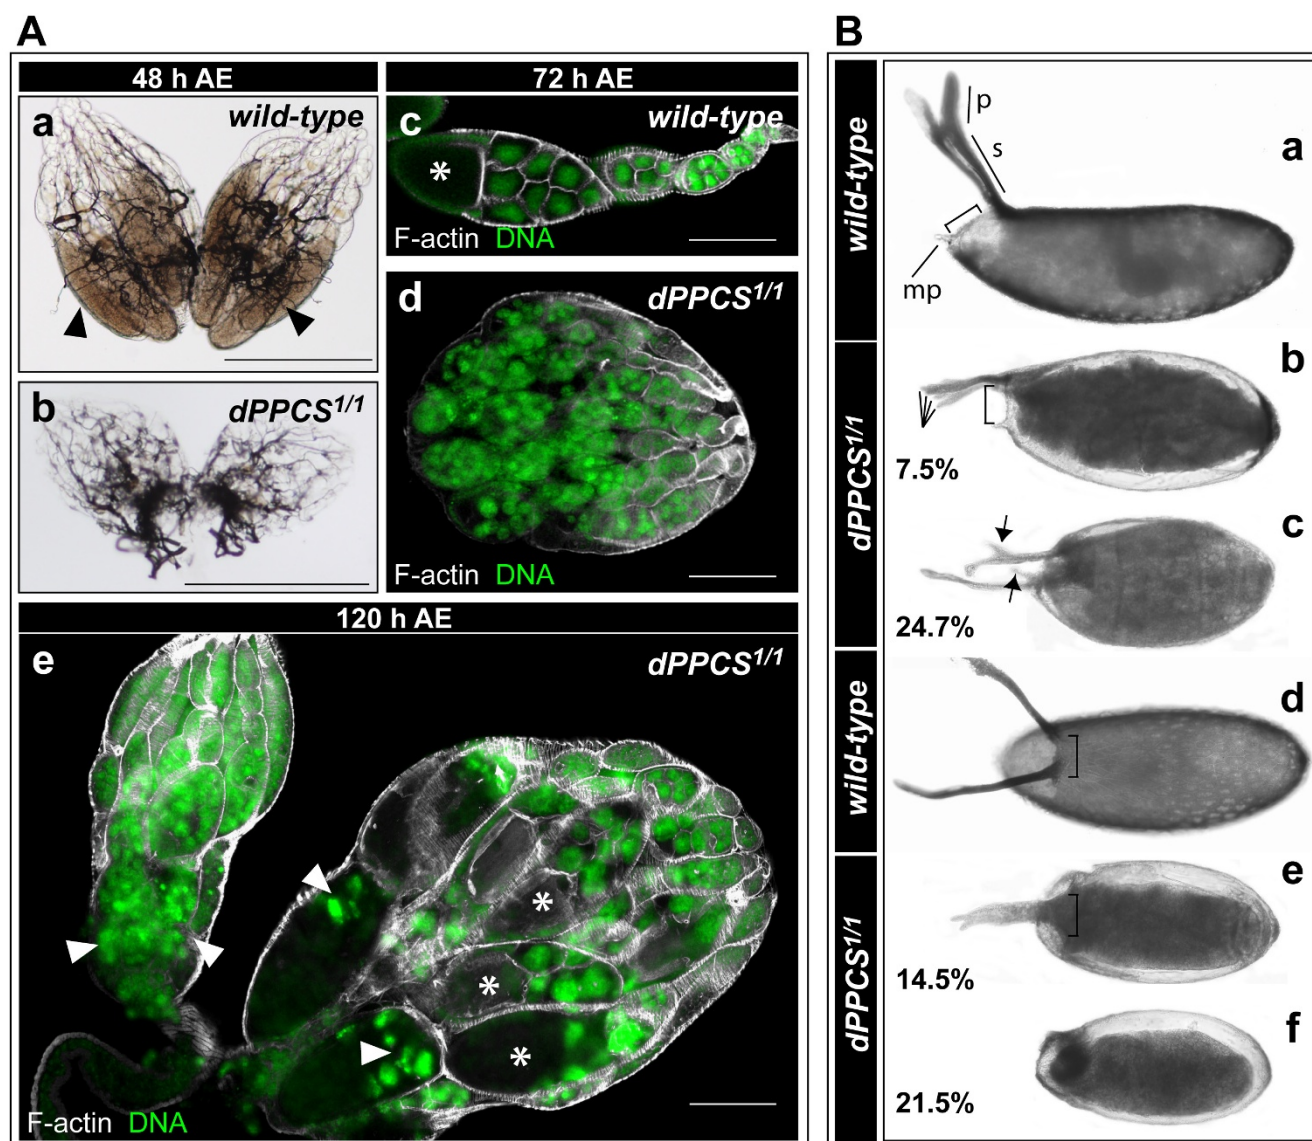 A
48 h AE
72 h AE
a
wild-type
c
wild-type
*
F-actin DNA
b
dPPCS1/1
d
dPPCS1/1
F-actin DNA
120 h AE
e
dPPCS1/1
*
*
*
F-actin DNA
B
wild-type
a
p
s
mp
dPPCS1/1
b
7.5%
c
24.7%
wild-type
d
dPPCS1/1
e
14.5%
f
21.5%